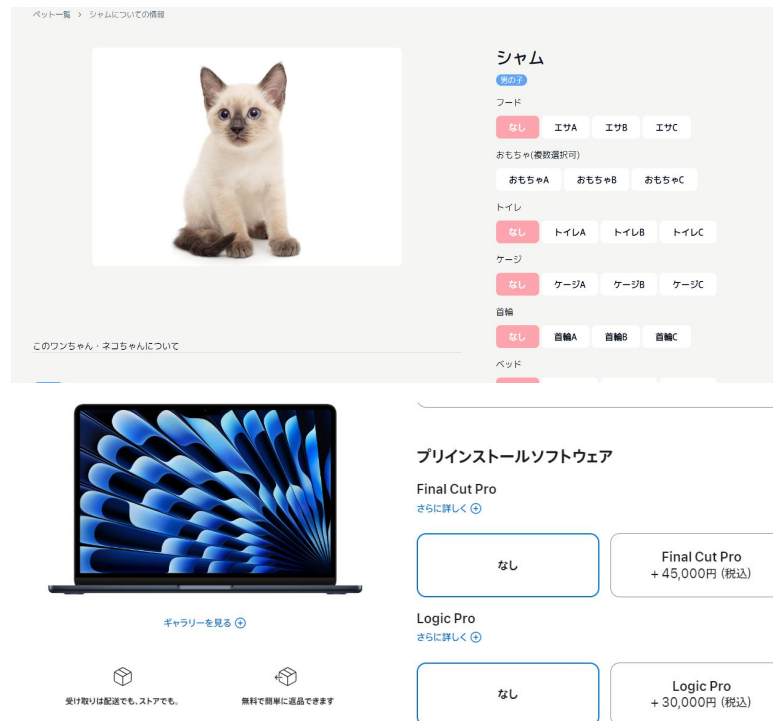 ペット一覧 > シャムについての情報
シャム
男の子
フード
なし エサA エサB エサC
おもちゃ(複数選択可)
おもちゃA おもちゃB おもちゃC
トイレ
なし トイレA トイレB トイレC
ケージ
なし ケージA ケージB ケージC
首輪
なし 首輪A 首輪B 首輪C
ベッド
このワンちゃん・ネコちゃんについて
プリインストールソフトウェア
Final Cut Pro
さらに詳しく
なし
Final Cut Pro
+ 45,000円 (税込)
Logic Pro
さらに詳しく
なし
Logic Pro
+ 30,000円 (税込)
ギャラリーを見る
受け取りは配送でも、ストアでも。
無料で簡単に返品できます